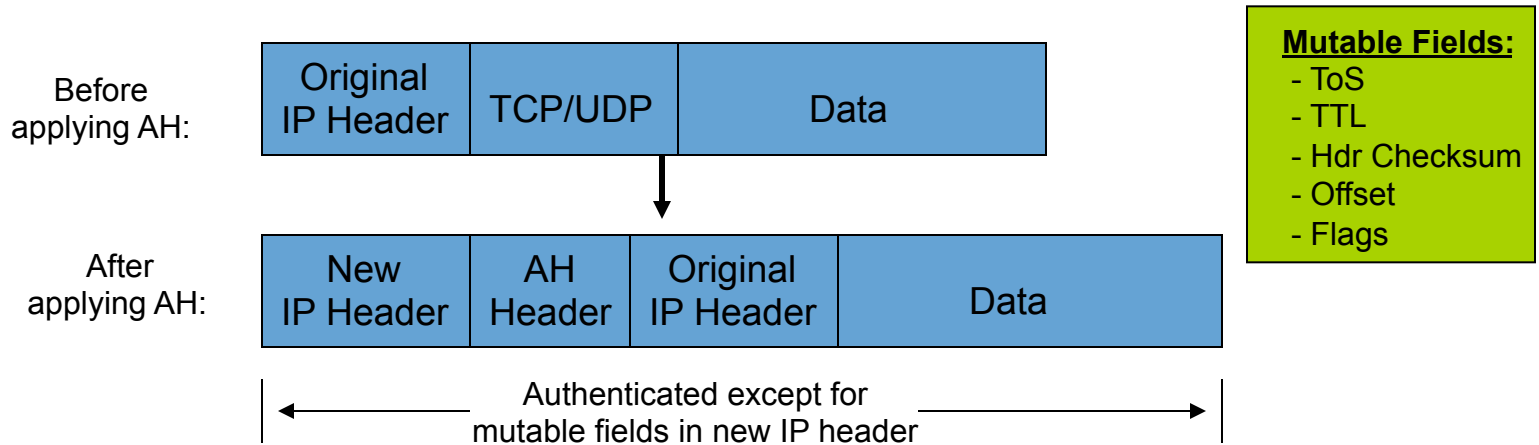 Before
applying AH:
Original
IP Header
TCP/UDP
Data
Mutable Fields:
- ToS
- TTL
- Hdr Checksum
- Offset
- Flags
After
applying AH:
New
IP Header
AH
Header
Original
IP Header
Data
Authenticated except for
mutable fields in new IP header